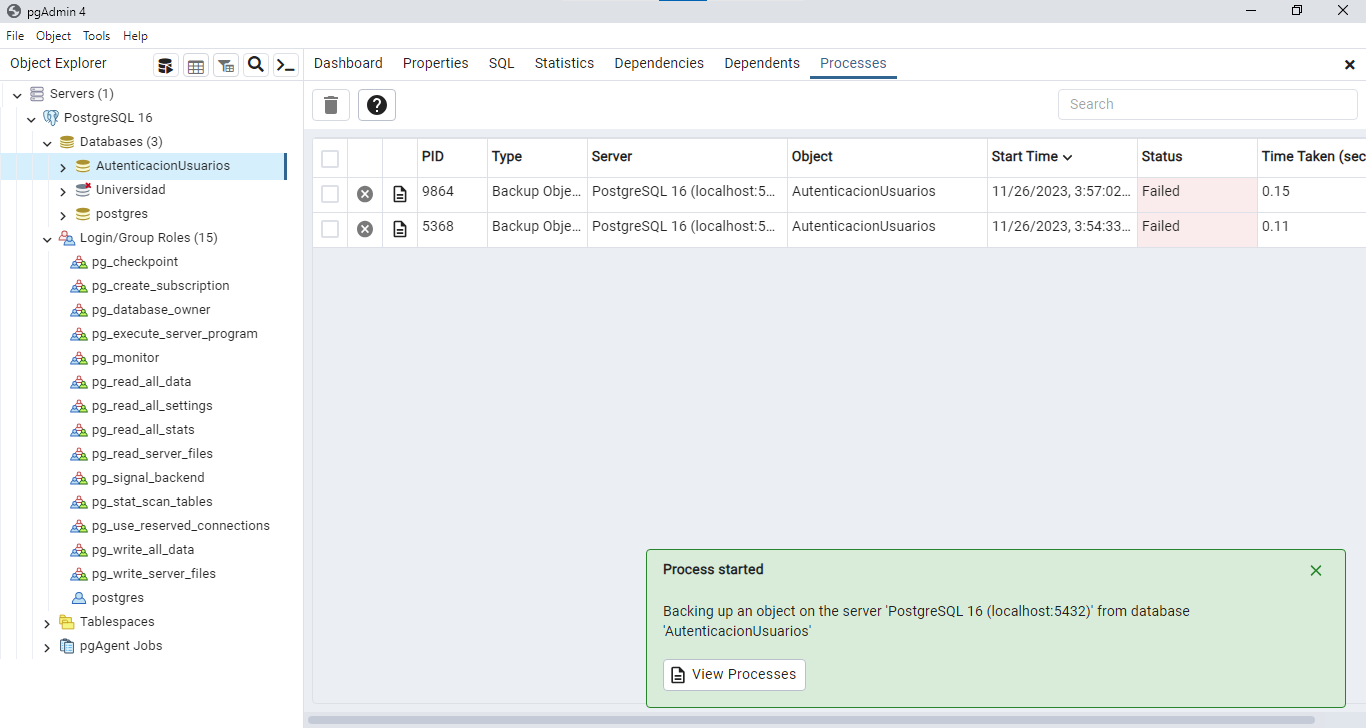 pgAdmin 4
File Object Tools Help
Object Explorer
Dashboard Properties SQL Statistics Dependencies Dependents Processes
Servers (1)
PostgreSQL 16
Databases (3)
AutenticacionUsuarios
Universidad
postgres
Login/Group Roles (15)
pg_checkpoint
pg_create_subscription
pg_database_owner
pg_execute_server_program
pg_monitor
pg_read_all_data
pg_read_all_settings
pg_read_all_stats
pg_read_server_files
pg_signal_backend
pg_stat_scan_tables
pg_use_reserved_connections
pg_write_all_data
pg_write_server_files
postgres
Tablespaces
pgAgent Jobs
Search
PID Type Server Object Start Time Status Time Taken (sec
9864 Backup Obje... PostgreSQL 16 (localhost:5... AutenticacionUsuarios 11/26/2023, 3:57:02... Failed 0.15
5368 Backup Obje... PostgreSQL 16 (localhost:5... AutenticacionUsuarios 11/26/2023, 3:54:33... Failed 0.11
Process started
Backing up an object on the server 'PostgreSQL 16 (localhost:5432)' from database
'AutenticacionUsuarios'
View Processes